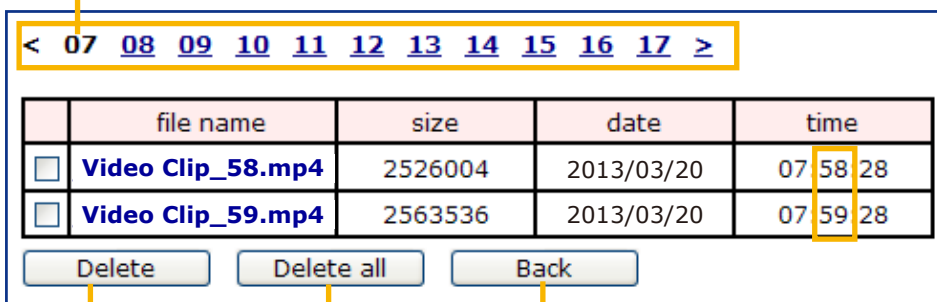 < 07 08 09 10 11 12 13 14 15 16 17 >
file name size date time
Video Clip_58.mp4 2526004 2013/03/20 07:58:28
Video Clip_59.mp4 2563536 2013/03/20 07:59:28
Delete Delete all Back